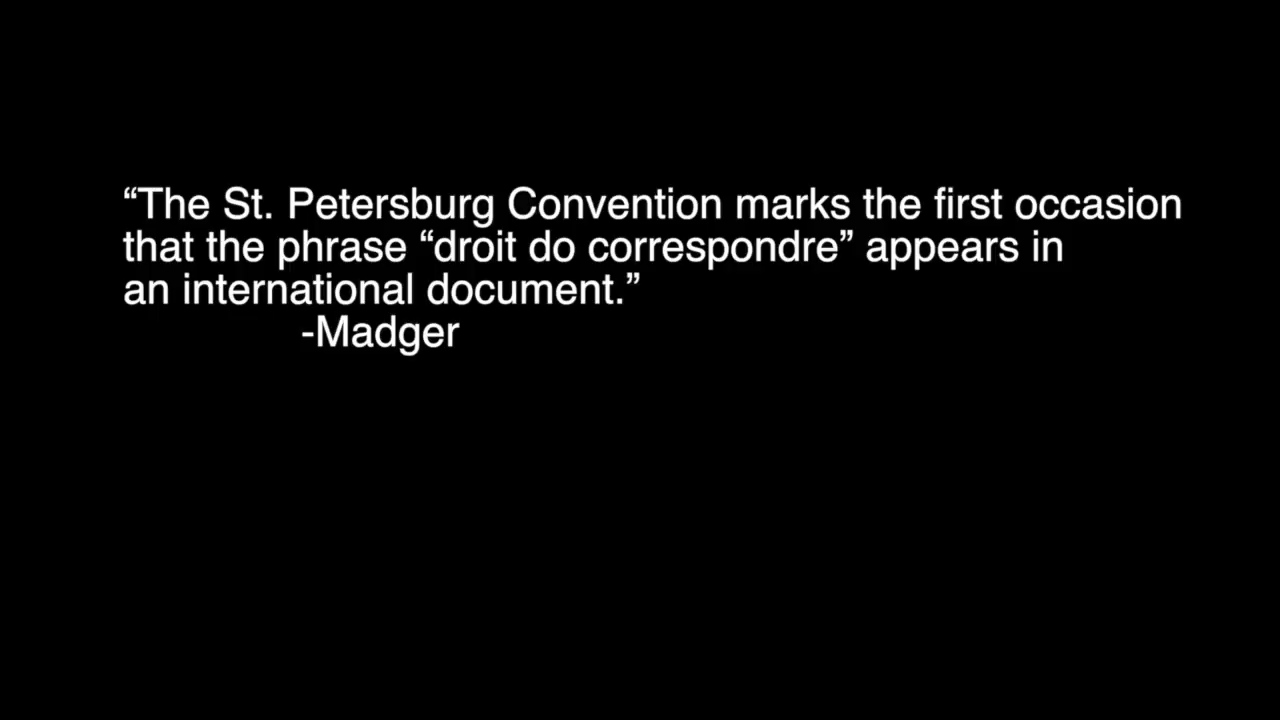 “The St. Petersburg Convention marks the first occasion
that the phrase “droit do correspondre” appears in
an international document.”
-Madger